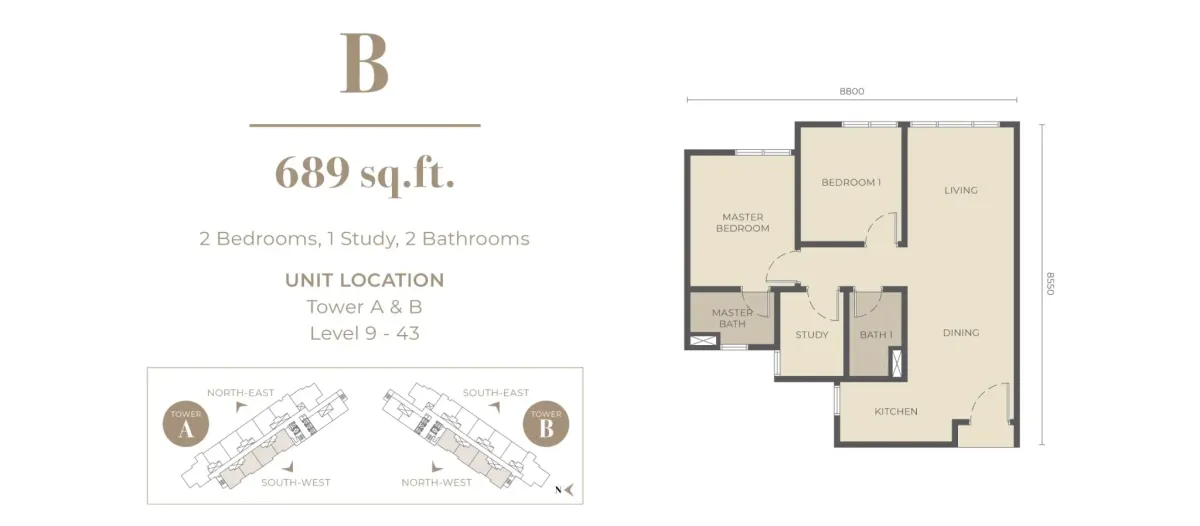 B
689 sq.ft.
2 Bedrooms, 1 Study, 2 Bathrooms
UNIT LOCATION
Tower A & B
Level 9 - 43
NORTH-EAST
TOWER
A
SOUTH-WEST
SOUTH-EAST
TOWER
B
NORTH-WEST
N
8800
8550
BEDROOM 1
LIVING
MASTER
BEDROOM
MASTER
BATH
STUDY
BATH 1
DINING
KITCHEN